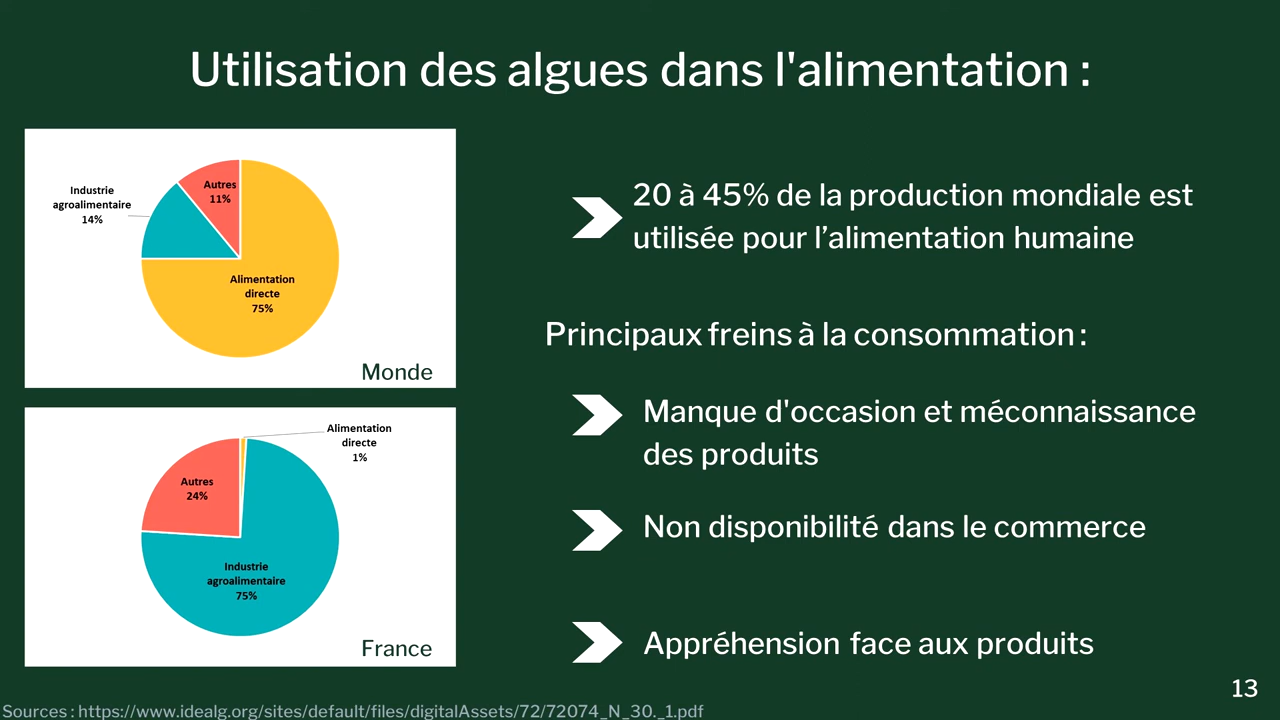 Utilisation des algues dans l'alimentation :
Industrie
agroalimentaire
14%
Autres
11%
Alimentation
directe
75%
Monde
Alimentation
directe
1%
Autres
24%
Industrie
agroalimentaire
75%
France
20 à 45% de la production mondiale est
utilisée pour l’alimentation humaine
Principaux freins à la consommation :
Manque d'occasion et méconnaissance
des produits
Non disponibilité dans le commerce
Appréhension face aux produits
13
Sources : https://www.idealg.org/sites/default/files/digitalAssets/72/72074_N_30._1.pdf